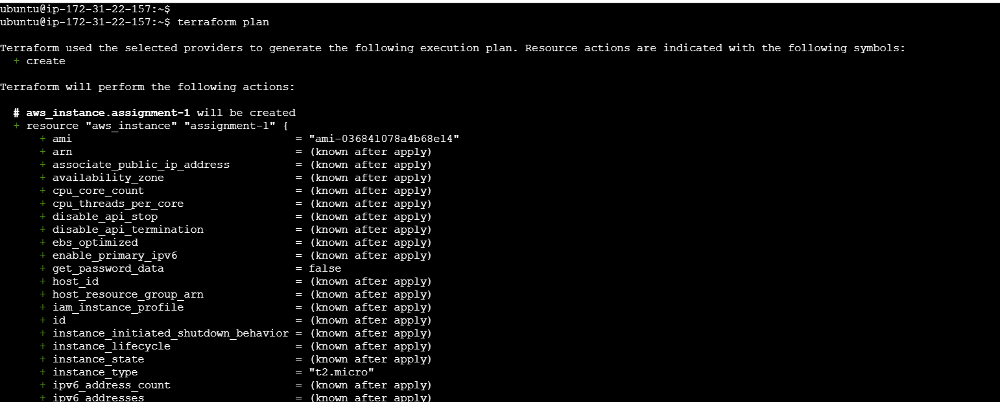 ubuntu@ip-172-31-22-157:~$
ubuntu@ip-172-31-22-157:~$ terraform plan
Terraform used the selected providers to generate the following execution plan. Resource actions are indicated with the following symbols:
  + create
Terraform will perform the following actions:
  # aws_instance.assignment-1 will be created
  + resource "aws_instance" "assignment-1" {
      + ami                                  = "ami-036841078a4b68e14"
      + arn                                  = (known after apply)
      + associate_public_ip_address          = (known after apply)
      + availability_zone                    = (known after apply)
      + cpu_core_count                       = (known after apply)
      + cpu_threads_per_core                 = (known after apply)
      + disable_api_stop                     = (known after apply)
      + disable_api_termination              = (known after apply)
      + ebs_optimized                        = (known after apply)
      + enable_primary_ipv6                  = (known after apply)
      + get_password_data                    = false
      + host_id                              = (known after apply)
      + host_resource_group_arn              = (known after apply)
      + iam_instance_profile                 = (known after apply)
      + id                                   = (known after apply)
      + instance_initiated_shutdown_behavior = (known after apply)
      + instance_lifecycle                   = (known after apply)
      + instance_state                       = (known after apply)
      + instance_type                        = "t2.micro"
      + ipv6_address_count                   = (known after apply)
      + ipv6_addresses                       = (known after apply)